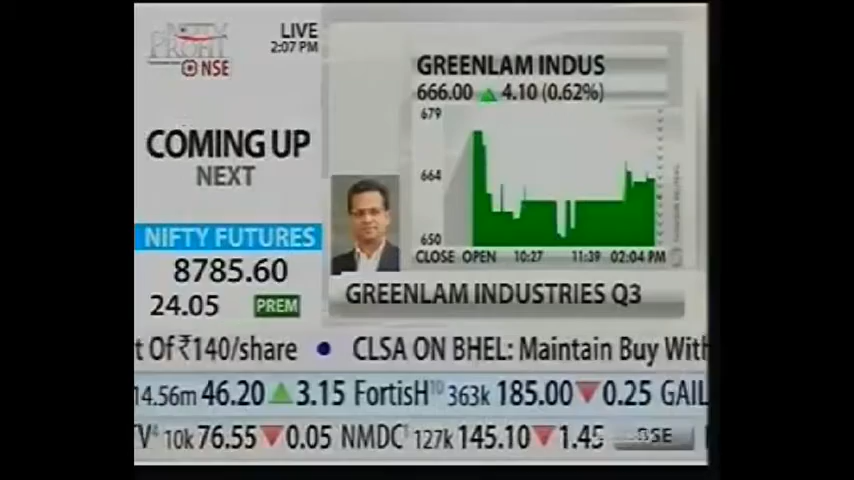 NDTV
PROFIT
NSE
LIVE
2:07 PM
COMING UP
NEXT
NIFTY FUTURES
8785.60
24.05 PREM
GREENLAM INDUS
666.00 ▲ 4.10 (0.62%)
679
664
650
CLOSE OPEN 10:27 11:39 02:04 PM
GREENLAM INDUSTRIES Q3
t Of ₹140/share • CLSA ON BHEL: Maintain Buy With
14.56m 46.20 ▲ 3.15 FortisH 363k 185.00 ▼ 0.25 GAIL
10k 76.55 ▼ 0.05 NMDC 127k 145.10 ▼ 1.45 BSE